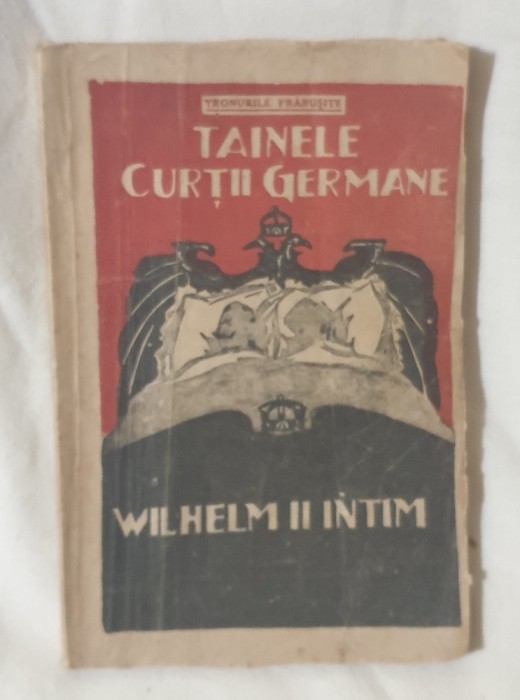 TRONURILE PRĂBUȘITE
TAINELE
CURȚII GERMANE
WILHELM II INTIM